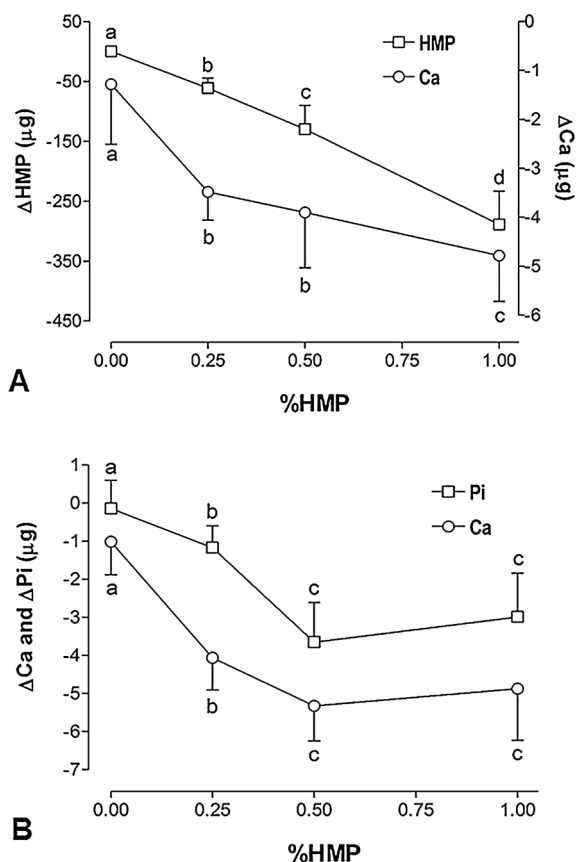 50
-50
-150
-250
-350
-450
ΔHMP (μg)
0
-1
-2
-3
-4
-5
-6
ΔCa (μg)
HMP
Ca
a
b
c
d
a
b
b
c
0.00 0.25 0.50 0.75 1.00
%HMP
A
1
0
-1
-2
-3
-4
-5
-6
-7
ΔCa and ΔPi (μg)
Pi
Ca
a
b
c
c
a
b
c
c
0.00 0.25 0.50 0.75 1.00
%HMP
B